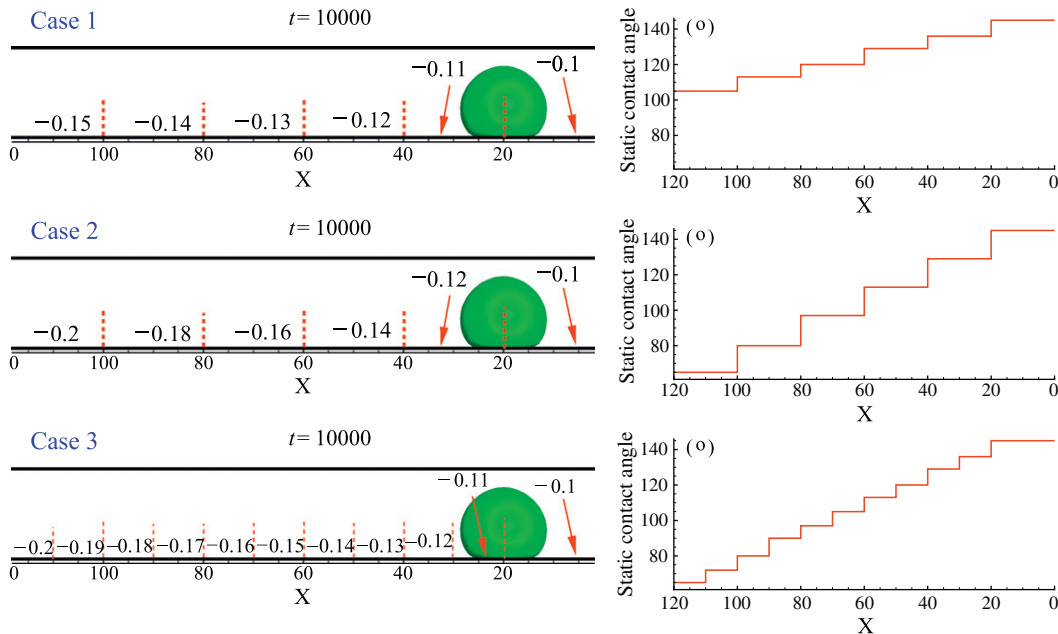 Case 1
t= 10000
−0.15
−0.14
−0.13
−0.12
−0.11
−0.1
0 100 80 60 40 20
X
Static contact angle
(o)
140
120
100
80
120 100 80 60 40 20 0
X
Case 2
t= 10000
−0.2
−0.18
−0.16
−0.14
−0.12
−0.1
0 100 80 60 40 20
X
Static contact angle
(o)
140
120
100
80
120 100 80 60 40 20 0
X
Case 3
t= 10000
−0.2
−0.19
−0.18
−0.17
−0.16
−0.15
−0.14
−0.13
−0.12
−0.11
−0.1
0 100 80 60 40 20
X
Static contact angle
(o)
140
120
100
80
120 100 80 60 40 20 0
X